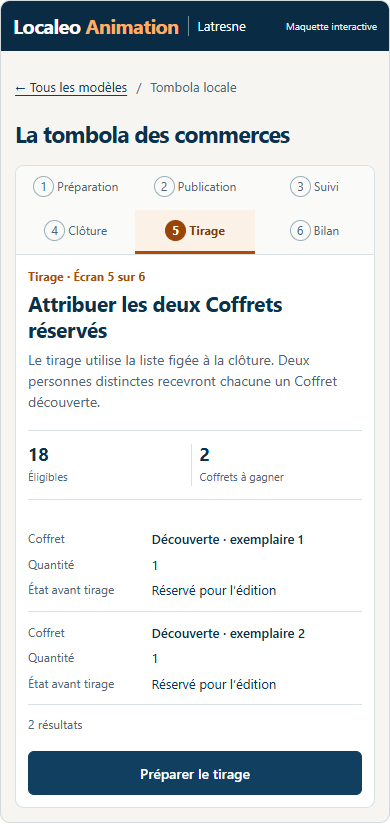 Localeo Animation | Latresne Maquette interactive
← Tous les modèles / Tombola locale
La tombola des commerces
1 Préparation 2 Publication 3 Suivi
4 Clôture 5 Tirage 6 Bilan
Tirage · Écran 5 sur 6
Attribuer les deux Coffrets
réservés
Le tirage utilise la liste figée à la clôture. Deux
personnes distinctes recevront chacune un Coffret
découverte.
18 2
Éligibles Coffrets à gagner
Coffret Découverte · exemplaire 1
Quantité 1
État avant tirage Réservé pour l’édition
Coffret Découverte · exemplaire 2
Quantité 1
État avant tirage Réservé pour l’édition
2 résultats
Préparer le tirage